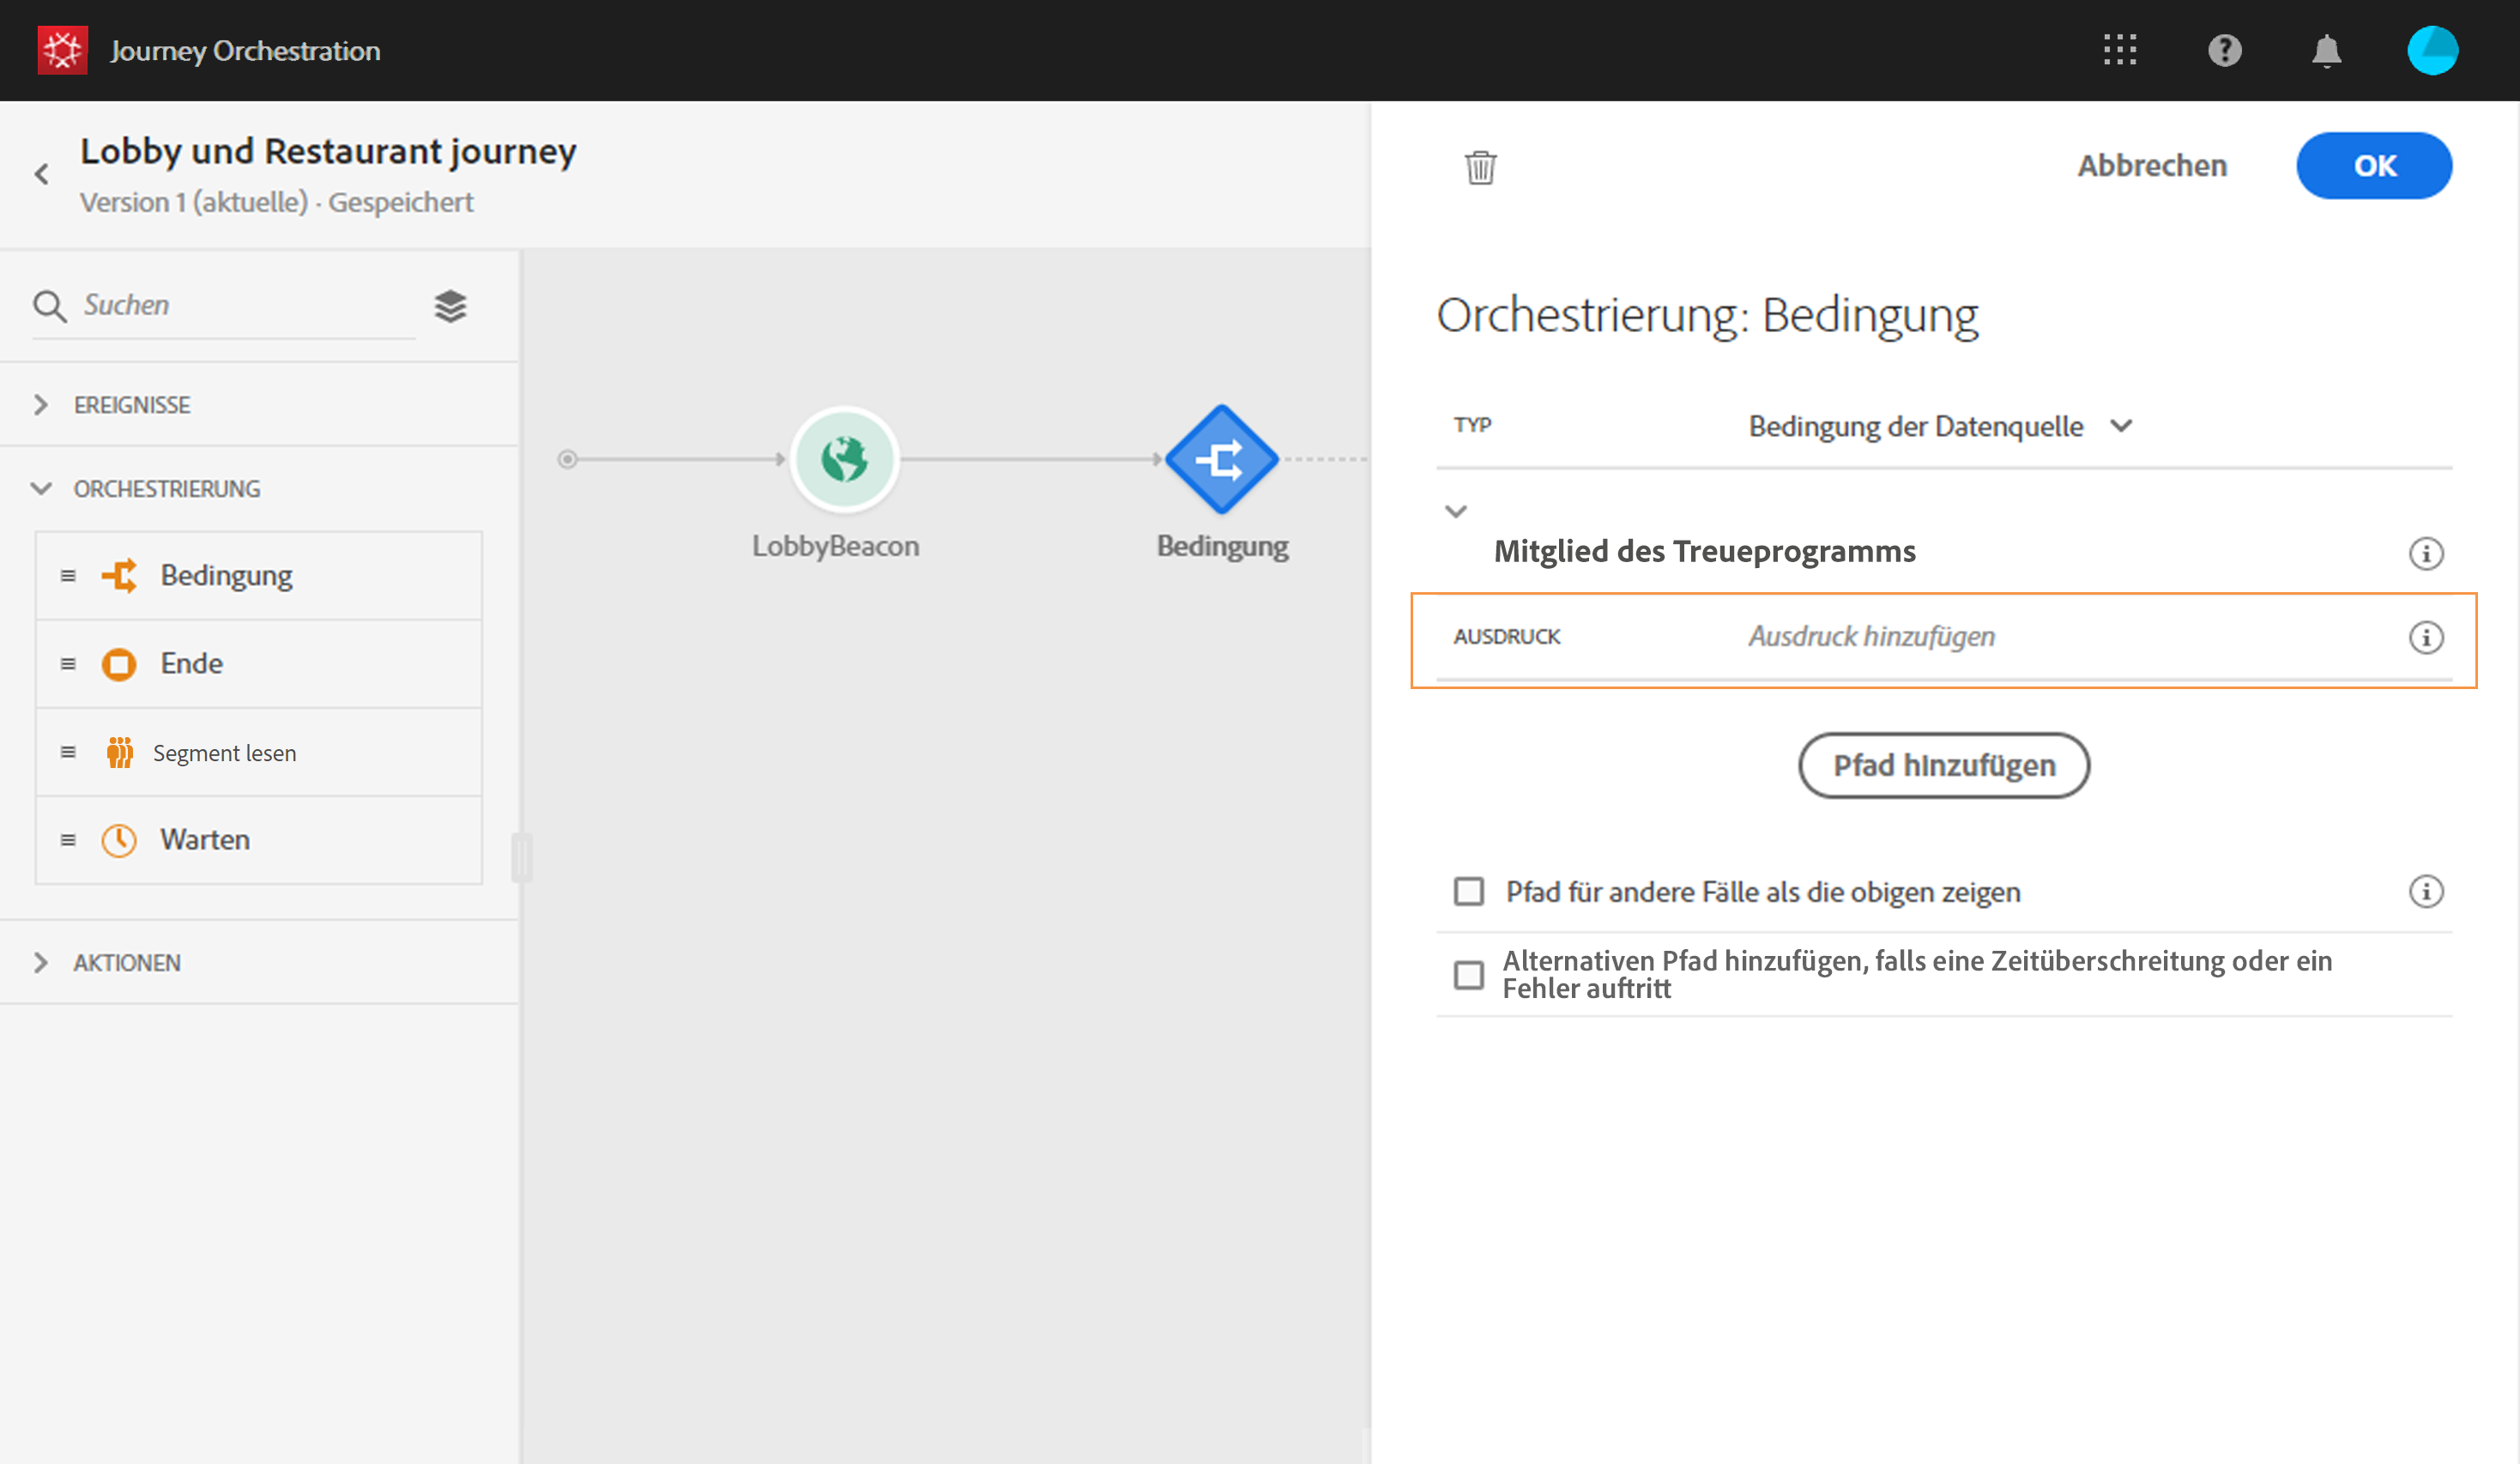 Journey Orchestration
Lobby und Restaurant journey
Version 1 (aktuelle) · Gespeichert
Suchen
EREIGNISSE
ORCHESTRIERUNG
Bedingung
Ende
Segment lesen
Warten
AKTIONEN
LobbyBeacon
Bedingung
Abbrechen
OK
Orchestrierung: Bedingung
TYP
Bedingung der Datenquelle
Mitglied des Treueprogramms
AUSDRUCK
Ausdruck hinzufügen
Pfad hinzufügen
Pfad für andere Fälle als die obigen zeigen
Alternativen Pfad hinzufügen, falls eine Zeitüberschreitung oder ein
Fehler auftritt